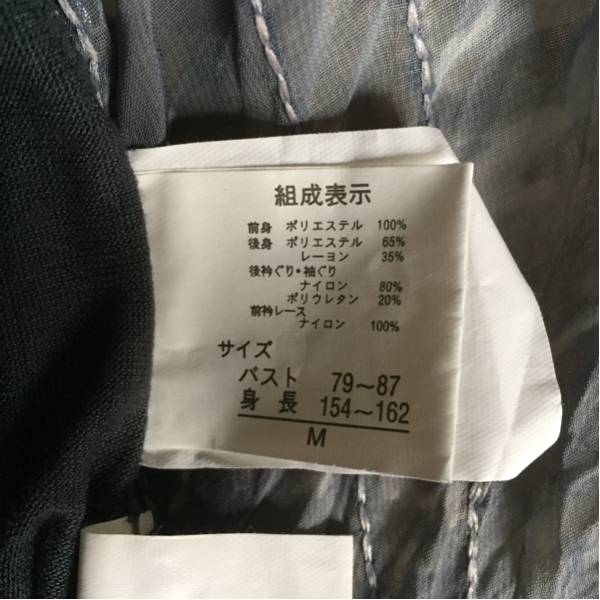 組成表示
前身 ポリエステル 100%
後身 ポリエステル 65%
レーヨン 35%
後衿ぐり・袖ぐり
ナイロン 80%
ポリウレタン 20%
前衿レース
ナイロン 100%
サイズ
バスト 79～87
身長 154～162
M